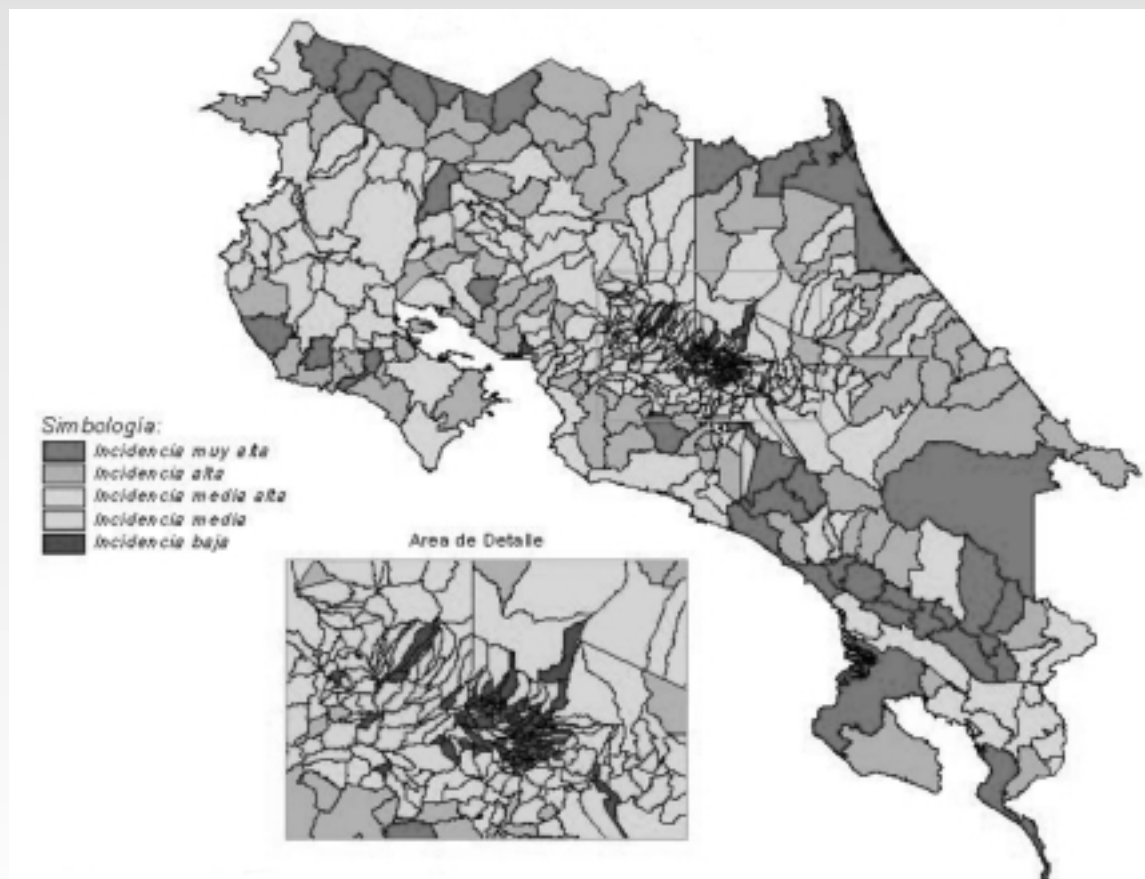 Simbología:
Incidencia muy alta
Incidencia alta
Incidencia media alta
Incidencia media
Incidencia baja
Area de Detalle